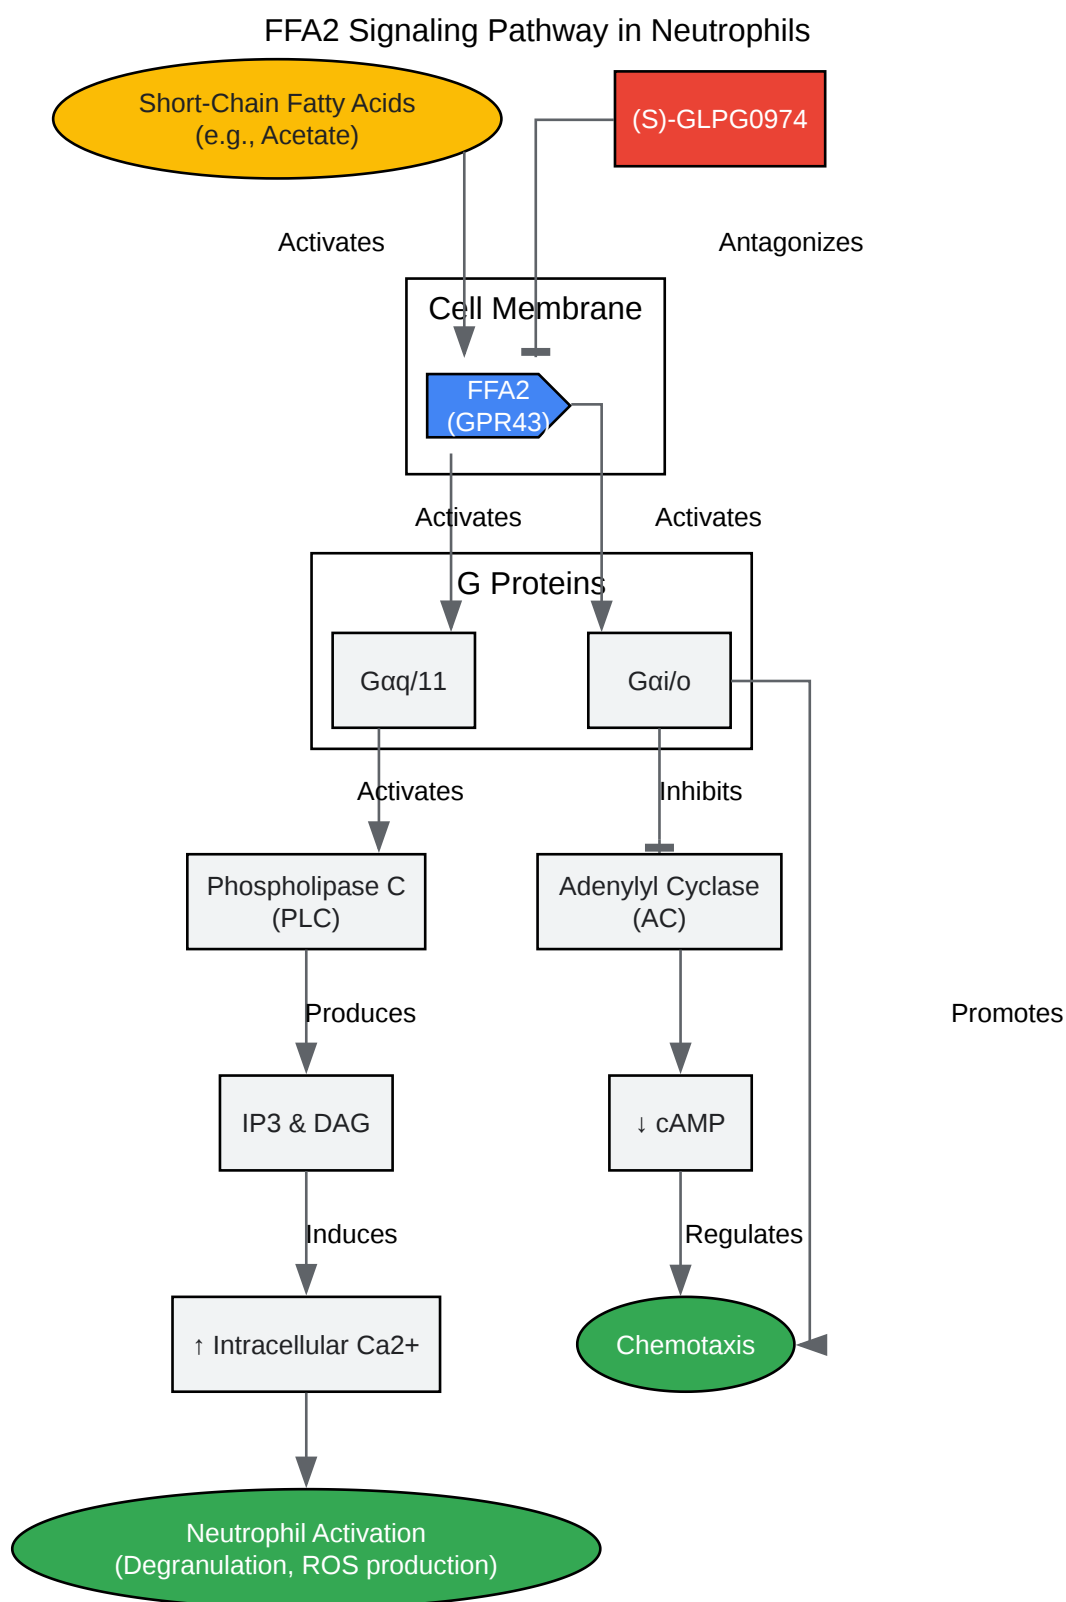 FFA2 Signaling Pathway in Neutrophils
Short-Chain Fatty Acids
(e.g., Acetate)
(S)-GLPG0974
Activates
Antagonizes
Cell Membrane
FFA2
(GPR43)
Activates
Activates
G Proteins
Gαq/11
Gαi/o
Activates
Inhibits
Phospholipase C
(PLC)
Adenylyl Cyclase
(AC)
Produces
Promotes
IP3 & DAG
↓ cAMP
Induces
Regulates
↑ Intracellular Ca2+
Chemotaxis
Neutrophil Activation
(Degranulation, ROS production)